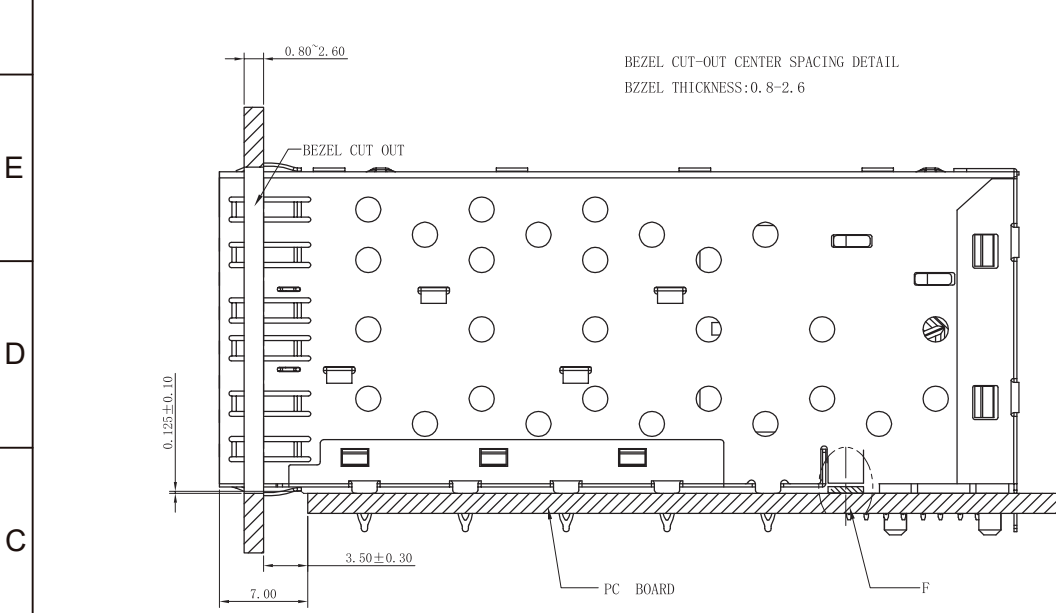 0.80~2.60
BEZEL CUT-OUT CENTER SPACING DETAIL
BZZEL THICKNESS:0.8-2.6
BEZEL CUT OUT
E
D
0.125±0.10
C
3.50±0.30
7.00
PC BOARD
F